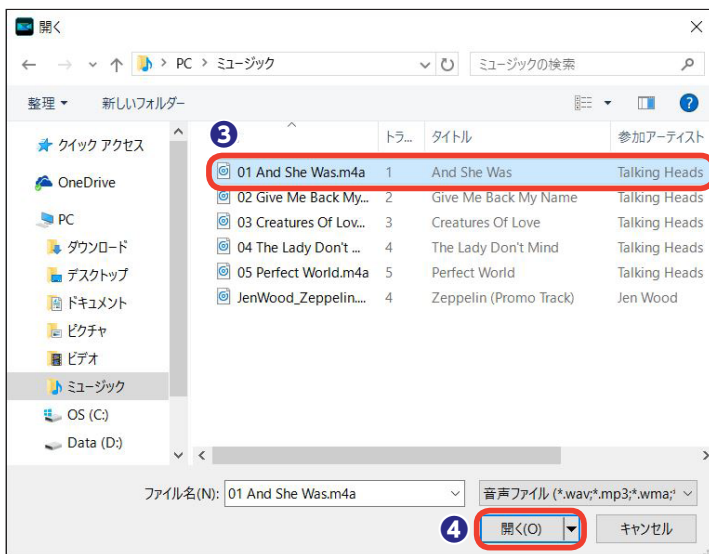 開く
PC > ミュージック
ミュージックの検索
整理
新しいフォルダー
?
3
トラ...
タイトル
参加アーティスト
クイック アクセス
OneDrive
PC
ダウンロード
デスクトップ
ドキュメント
ピクチャ
ビデオ
ミュージック
OS (C:)
Data (D:)
01 And She Was.m4a 1 And She Was Talking Heads
02 Give Me Back My... 2 Give Me Back My Name Talking Heads
03 Creatures Of Lov... 3 Creatures Of Love Talking Heads
04 The Lady Don't ... 4 The Lady Don't Mind Talking Heads
05 Perfect World.m4a 5 Perfect World Talking Heads
JenWood_Zeppelin.... 4 Zeppelin (Promo Track) Jen Wood
ファイル名(N): 01 And She Was.m4a
音声ファイル (*.wav;*.mp3;*.wma;*
4
開く(O)
キャンセル